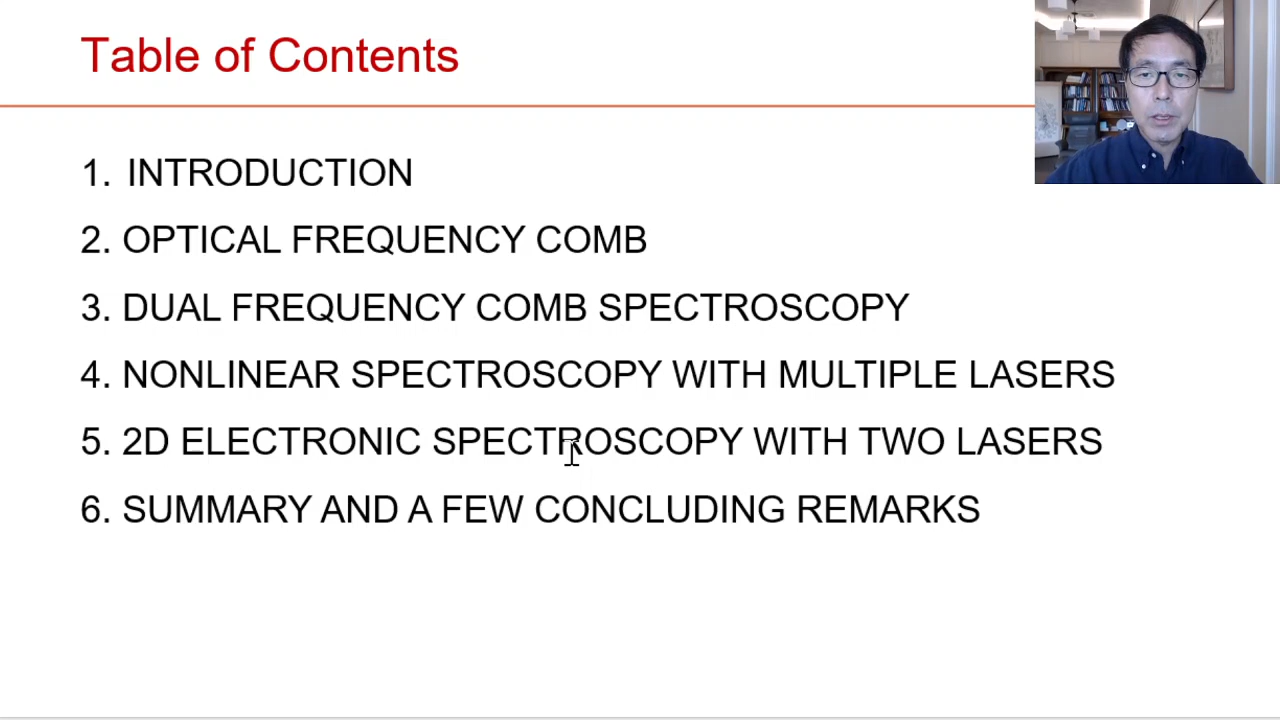 Table of Contents
1. INTRODUCTION
2. OPTICAL FREQUENCY COMB
3. DUAL FREQUENCY COMB SPECTROSCOPY
4. NONLINEAR SPECTROSCOPY WITH MULTIPLE LASERS
5. 2D ELECTRONIC SPECTROSCOPY WITH TWO LASERS
6. SUMMARY AND A FEW CONCLUDING REMARKS